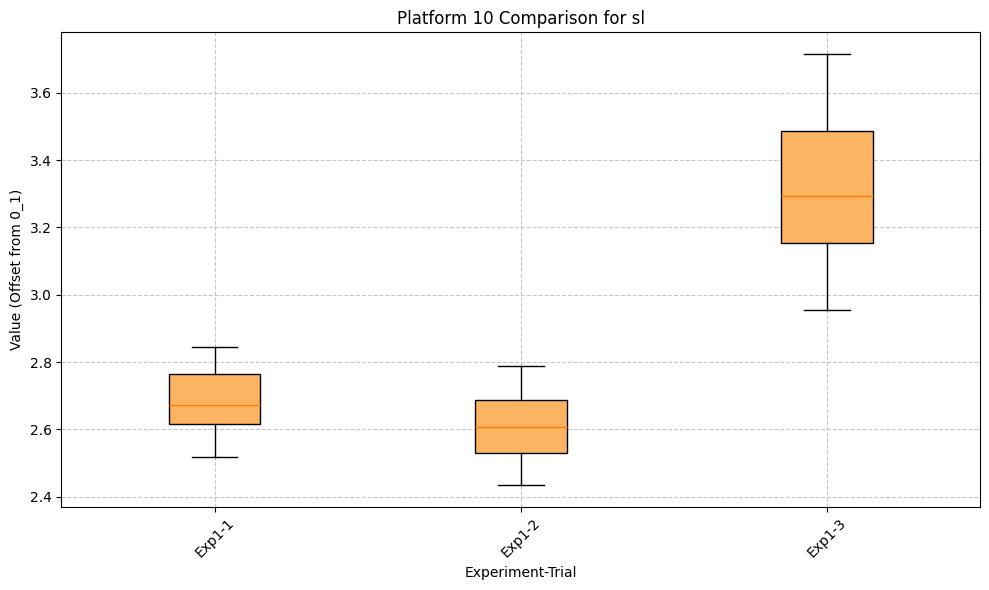 Platform 10 Comparison for sl
Value (Offset from 0_1)
3.6
3.4
3.2
3.0
2.8
2.6
2.4
Exp1-1
Exp1-2
Exp1-3
Experiment-Trial